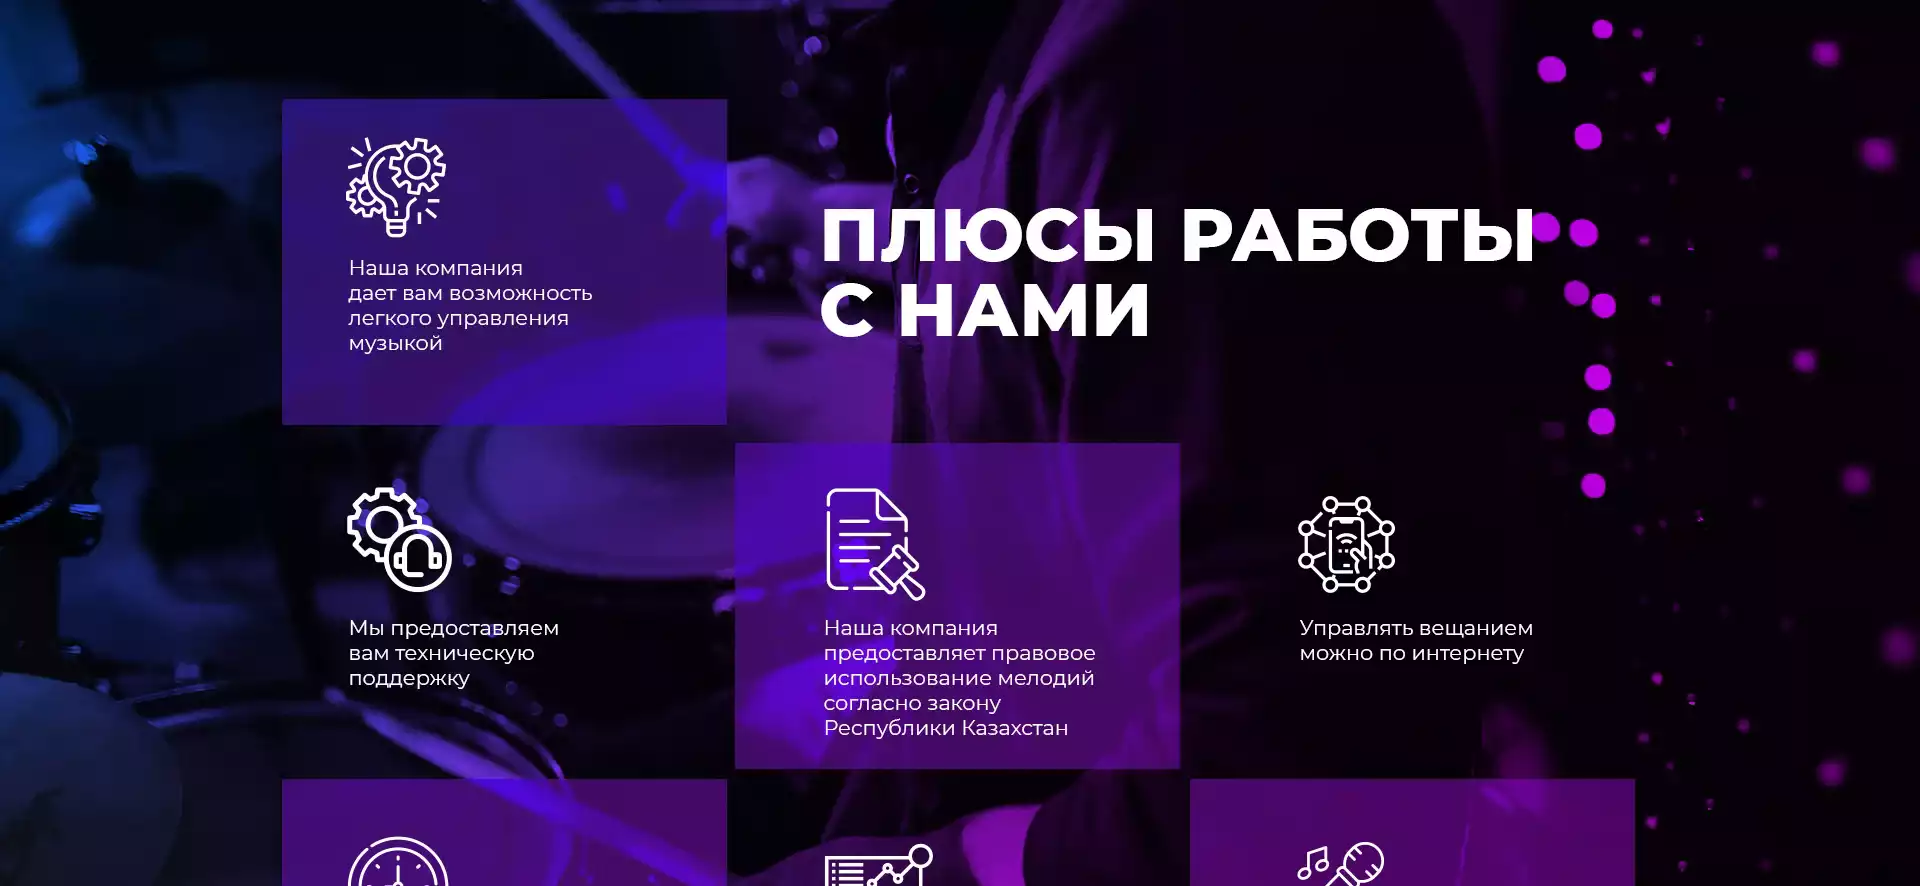 Наша компания
дает вам возможность
легкого управления
музыкой
ПЛЮСЫ РАБОТЫ
С НАМИ
Мы предоставляем
вам техническую
поддержку
Наша компания
предоставляет правовое
использование мелодий
согласно закону
Республики Казахстан
Управлять вещанием
можно по интернету